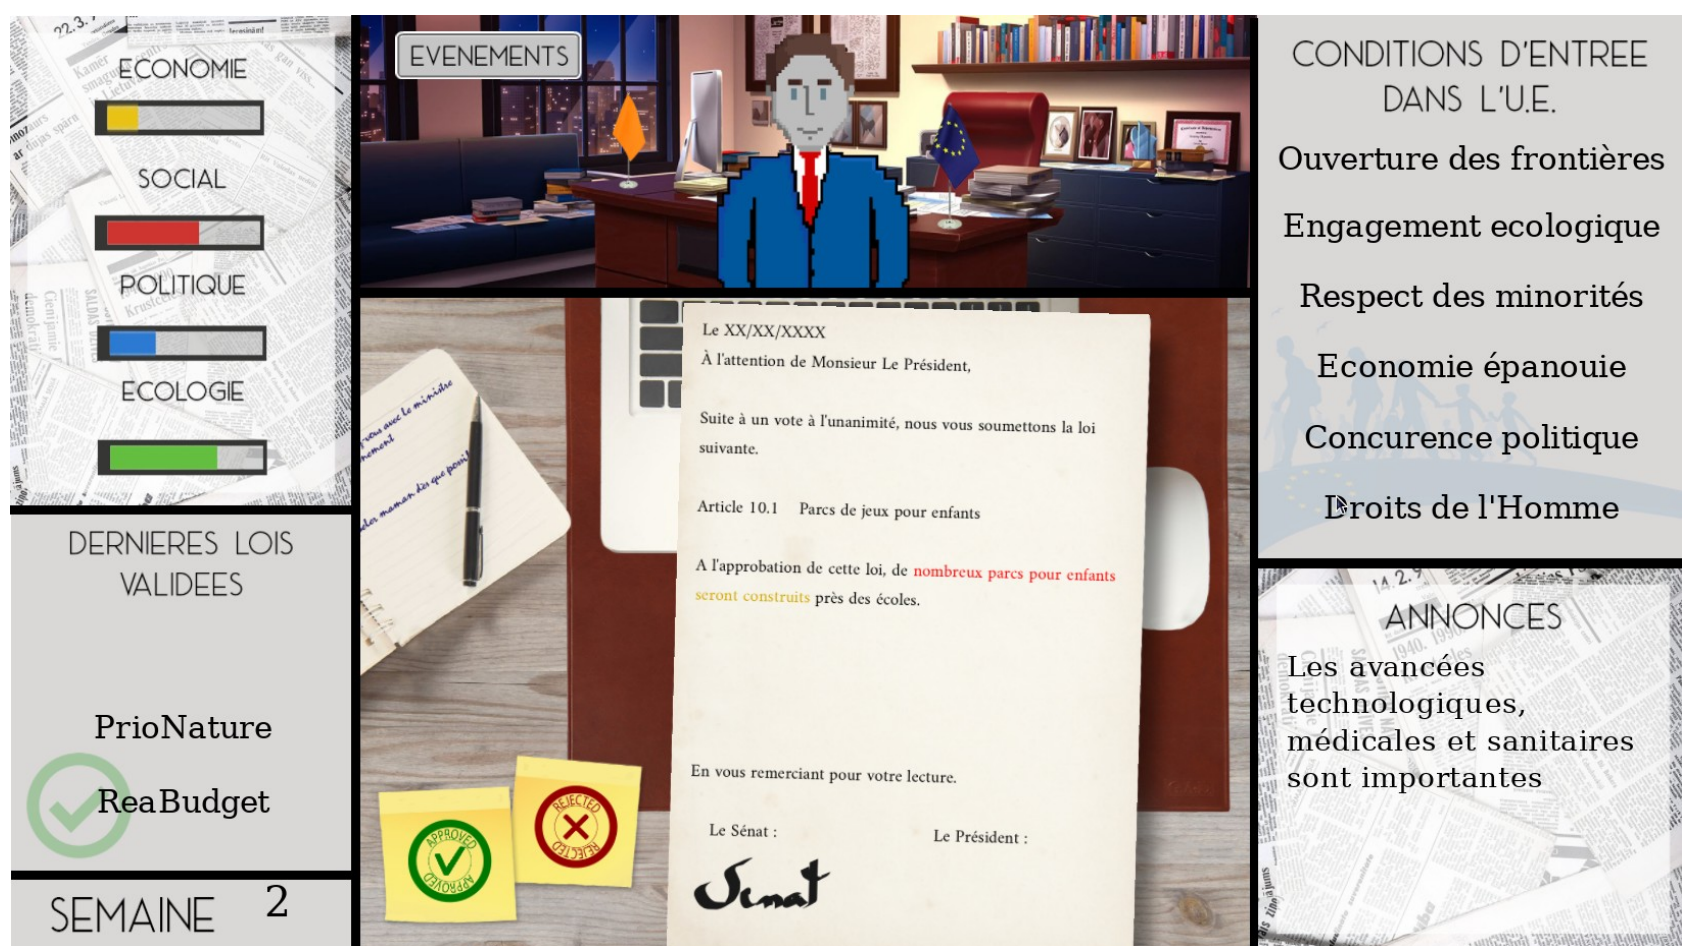 ECONOMIE
SOCIAL
POLITIQUE
ECOLOGIE
DERNIERES LOIS
VALIDEES
PrioNature
ReaBudget
SEMAINE 2
EVENEMENTS
Le XX/XX/XXXX
À l'attention de Monsieur Le Président,
Suite à un vote à l'unanimité, nous vous soumettons la loi
suivante.
Article 10.1 Parcs de jeux pour enfants
A l'approbation de cette loi, de nombreux parcs pour enfants
seront construits près des écoles.
En vous remerciant pour votre lecture.
Le Sénat :
Le Président :
Senat
APPROVED
APPROVED
REJECTED
REJECTED
CONDITIONS D'ENTREE
DANS L'U.E.
Ouverture des frontières
Engagement ecologique
Respect des minorités
Economie épanouie
Concurence politique
Droits de l'Homme
ANNONCES
Les avancées
technologiques,
médicales et sanitaires
sont importantes